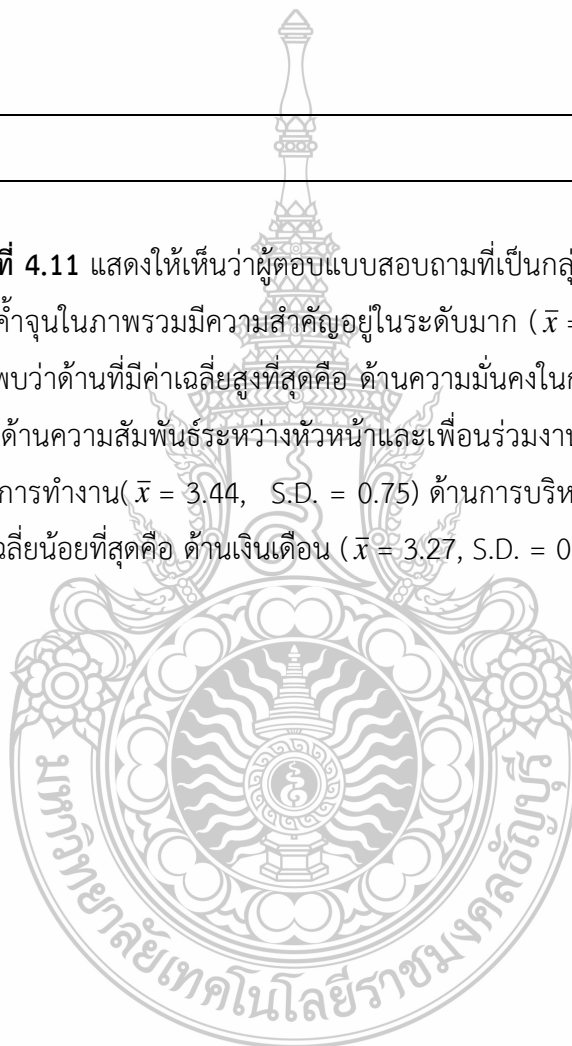 ที่ 4.11 แสดงให้เห็นว่าผู้ตอบแบบสอบถามที่เป็นกลุ่
ค้ำจุนในภาพรวมมีความสำคัญอยู่ในระดับมาก ( x̄ =
พบว่าด้านที่มีค่าเฉลี่ยสูงที่สุดคือ ด้านความมั่นคงใน
ด้านความสัมพันธ์ระหว่างหัวหน้าและเพื่อนร่วมงาน
การทำงาน( x̄ = 3.44, S.D. = 0.75) ด้านการบริห
ฉลี่ยน้อยที่สุดคือ ด้านเงินเดือน ( x̄ = 3.27, S.D. = 0
มหาวิทยาลัยเทคโนโลยีราชมงคลธัญบุรี